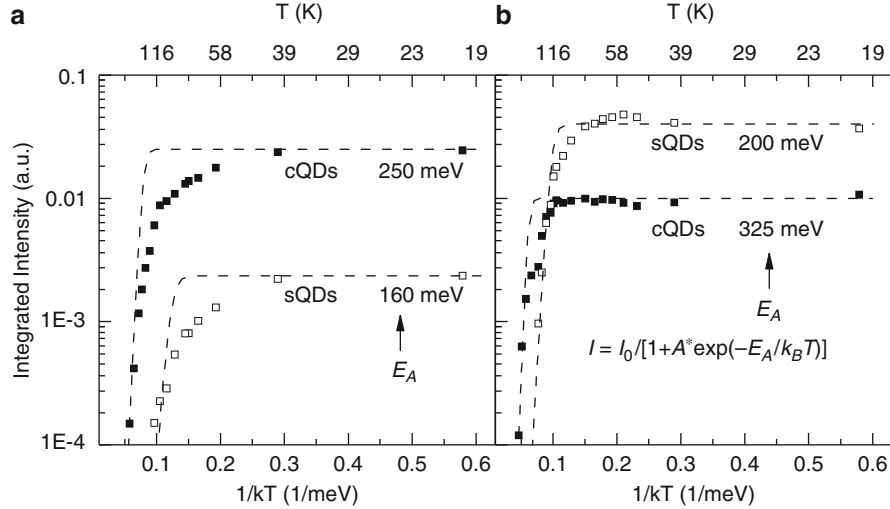 a
T (K)
116 58 39 29 23 19
0.1
0.01
1E-3
1E-4
Integrated Intensity (a.u.)
cQDs 250 meV
sQDs 160 meV
E_A
0.1 0.2 0.3 0.4 0.5 0.6
1/kT (1/meV)
b
T (K)
116 58 39 29 23 19
sQDs 200 meV
cQDs 325 meV
E_A
I = I_0/[1+A*exp(−E_A/k_BT)]
0.1 0.2 0.3 0.4 0.5 0.6
1/kT (1/meV)